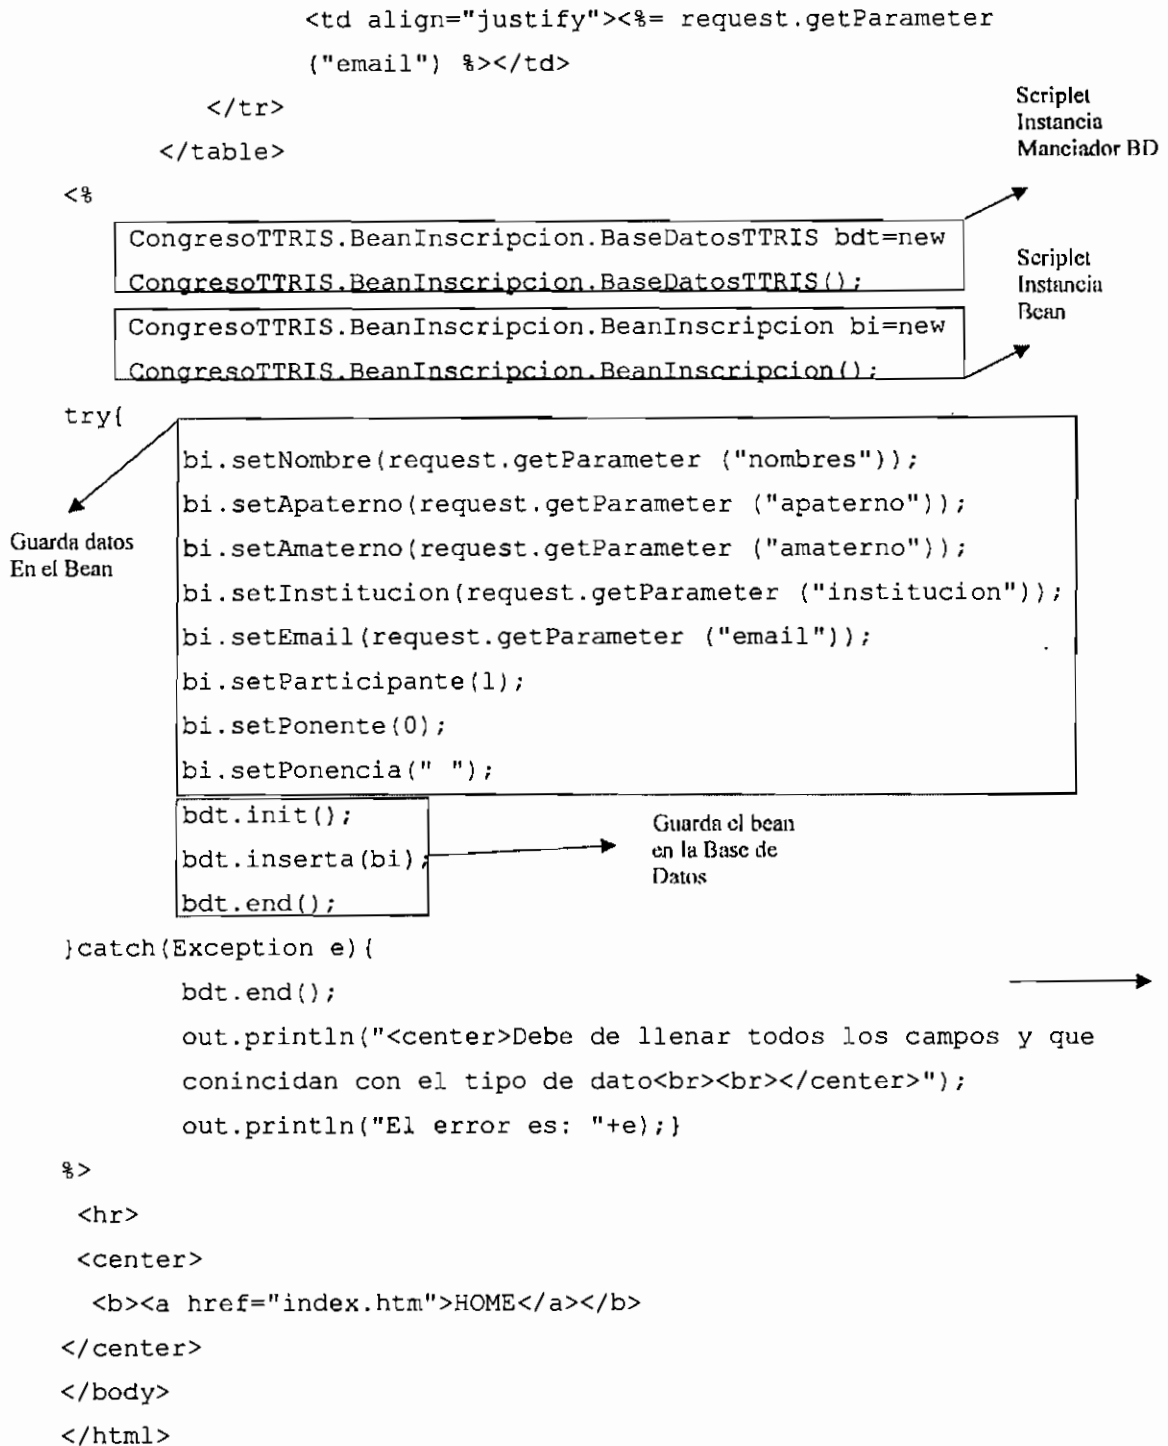 <td align="justify"><%= request.getParameter
("email") %></td>
</tr>
</table>
Scriplet
Instancia
Manciador BD
<%
CongresoTTRIS.BeanInscripcion.BaseDatosTTRIS bdt=new
CongresoTTRIS.BeanInscripcion.BaseDatosTTRIS();
Scriplet
Instancia
Bean
CongresoTTRIS.BeanInscripcion.BeanInscripcion bi=new
CongresoTTRIS.BeanInscripcion.BeanInscripcion();
try{
bi.setNombre(request.getParameter ("nombres"));
bi.setApaterno(request.getParameter ("apaterno"));
bi.setAmaterno(request.getParameter ("amaterno"));
Guarda datos
En el Bean
bi.setInstitucion(request.getParameter ("institucion"));
bi.setEmail(request.getParameter ("email"));
bi.setParticipante(1);
bi.setPonente(0);
bi.setPonencia(" ");
bdt.init();
bdt.inserta(bi);
bdt.end();
Guarda el bean
en la Base de
Datos
}catch(Exception e){
bdt.end();
out.println("<center>Debe de llenar todos los campos y que
conincidan con el tipo de dato<br><br></center>");
out.println("El error es: "+e);}
%>
<hr>
<center>
<b><a href="index.htm">HOME</a></b>
</center>
</body>
</html>